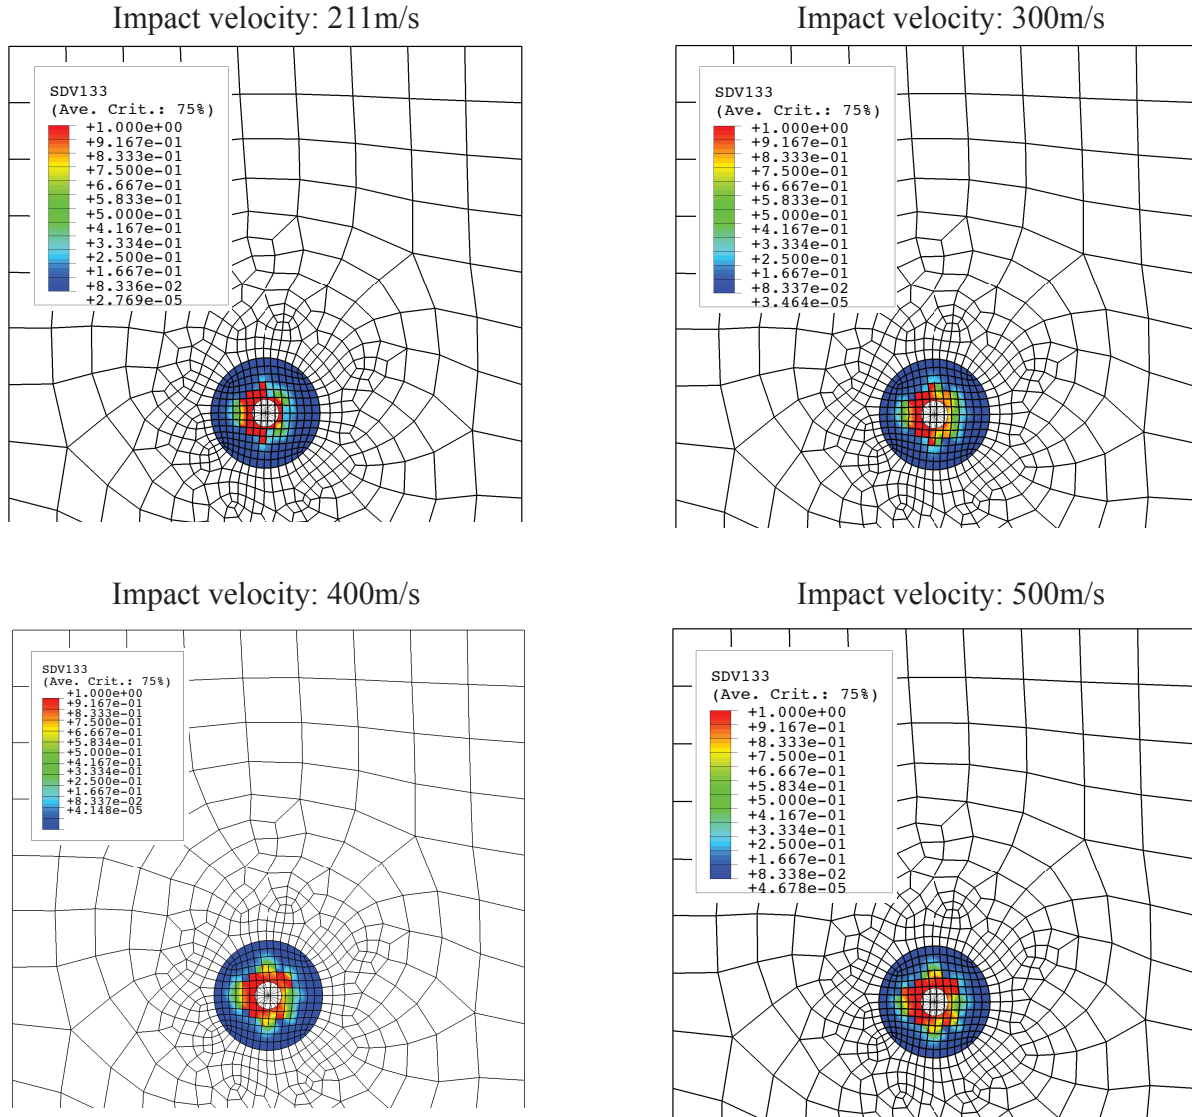 Impact velocity: 211m/s
SDV133
(Ave. Crit.: 75%)
+1.000e+00
+9.167e-01
+8.333e-01
+7.500e-01
+6.667e-01
+5.833e-01
+5.000e-01
+4.167e-01
+3.334e-01
+2.500e-01
+1.667e-01
+8.336e-02
+2.769e-05
Impact velocity: 300m/s
SDV133
(Ave. Crit.: 75%)
+1.000e+00
+9.167e-01
+8.333e-01
+7.500e-01
+6.667e-01
+5.833e-01
+5.000e-01
+4.167e-01
+3.334e-01
+2.500e-01
+1.667e-01
+8.337e-02
+3.464e-05
Impact velocity: 400m/s
SDV133
(Ave. Crit.: 75%)
+1.000e+00
+9.167e-01
+8.333e-01
+7.500e-01
+6.667e-01
+5.834e-01
+5.000e-01
+4.167e-01
+3.334e-01
+2.500e-01
+1.667e-01
+8.337e-02
+4.148e-05
Impact velocity: 500m/s
SDV133
(Ave. Crit.: 75%)
+1.000e+00
+9.167e-01
+8.333e-01
+7.500e-01
+6.667e-01
+5.834e-01
+5.000e-01
+4.167e-01
+3.334e-01
+2.500e-01
+1.667e-01
+8.338e-02
+4.678e-05